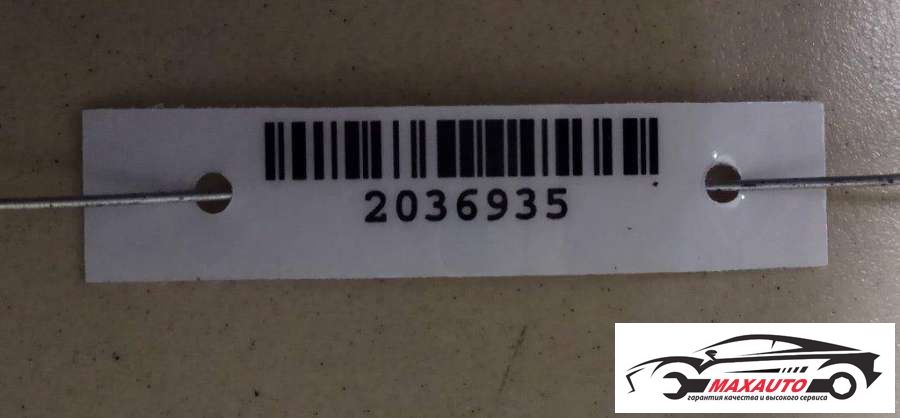 2036935
MAXAUTO
гарантия качества и высокого сервиса